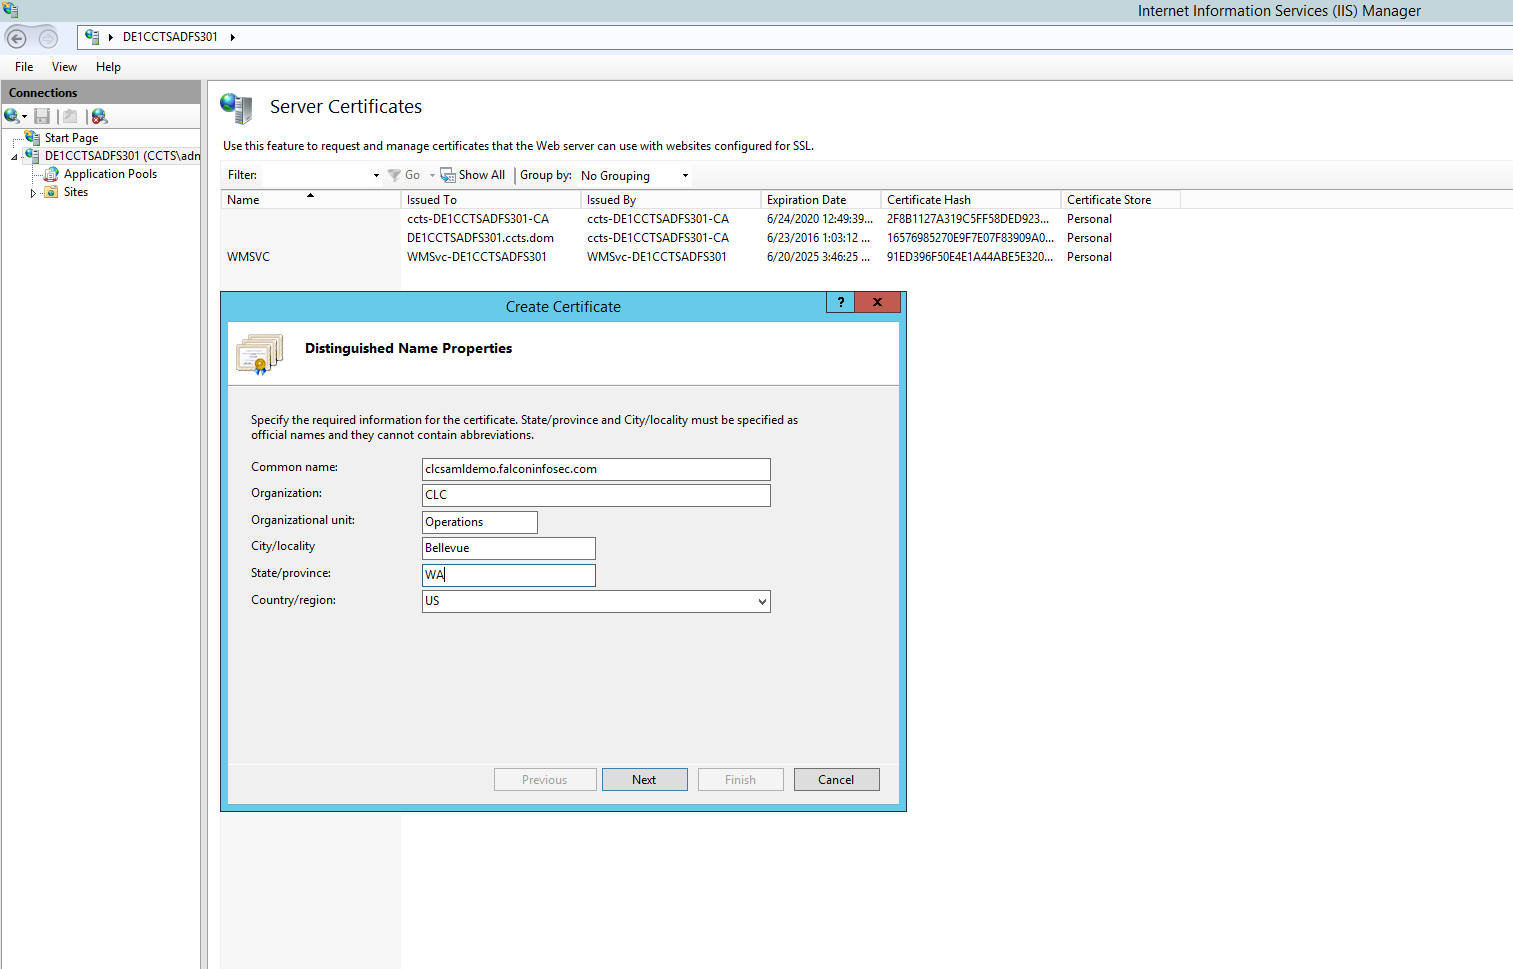 Internet Information Services (IIS) Manager
DE1CCTSADFS301
File View Help
Connections
Start Page
DE1CCTSADFS301 (CCTS\adn
Application Pools
Sites
Server Certificates
Use this feature to request and manage certificates that the Web server can use with websites configured for SSL.
Filter: Go Show All Group by: No Grouping
Name Issued To Issued By Expiration Date Certificate Hash Certificate Store
ccts-DE1CCTSADFS301-CA ccts-DE1CCTSADFS301-CA 6/24/2020 12:49:39... 2F8B1127A319C5FF58DED923... Personal
DE1CCTSADFS301.ccts.dom ccts-DE1CCTSADFS301-CA 6/23/2016 1:03:12 ... 16576985270E9F7E07F83909A0... Personal
WMSVC WMSvc-DE1CCTSADFS301 WMSvc-DE1CCTSADFS301 6/20/2025 3:46:25 ... 91ED396F50E4E1A44ABE5E320... Personal
Create Certificate ? x
Distinguished Name Properties
Specify the required information for the certificate. State/province and City/locality must be specified as
official names and they cannot contain abbreviations.
Common name: clcsamldemo.falconinfosec.com
Organization: CLC
Organizational unit: Operations
City/locality Bellevue
State/province: WA
Country/region: US
Previous Next Finish Cancel